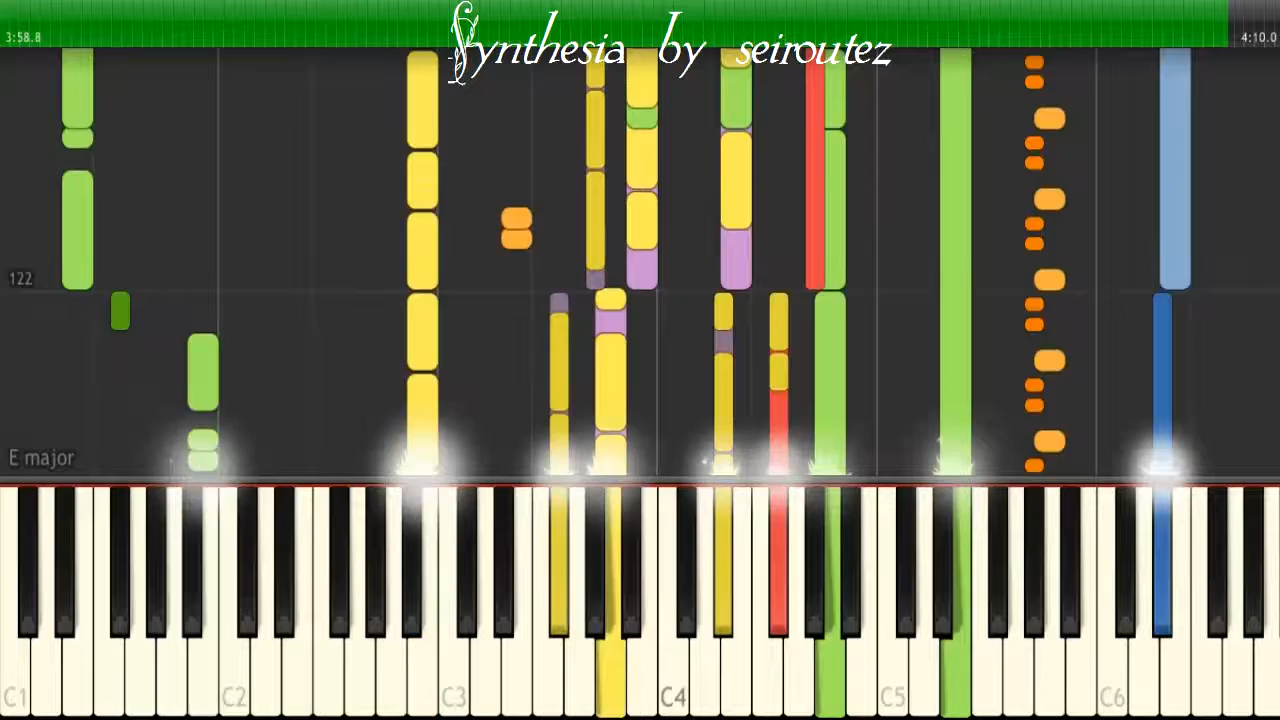 Synthesia by seiroutez
3:58.8
4:10.0
122
E major
C1
C2
C3
C4
C5
C6